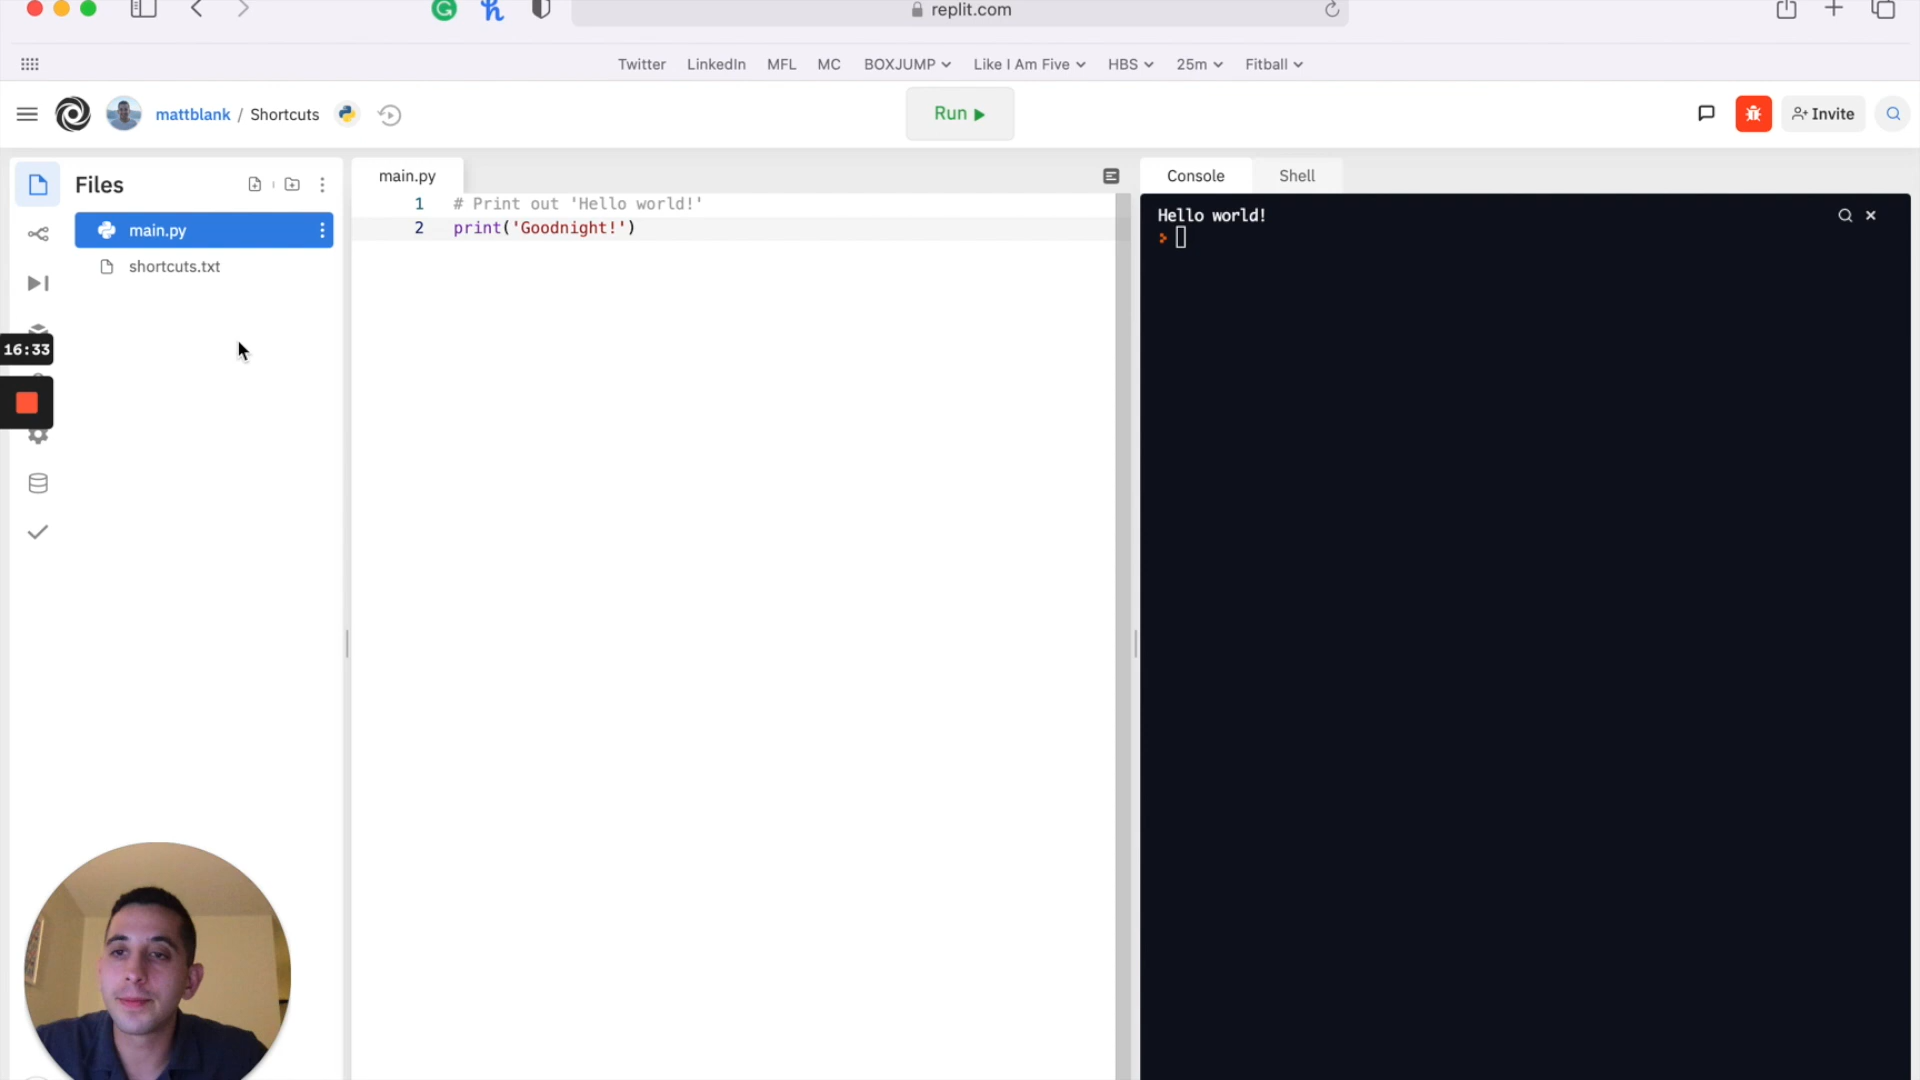 replit.com
Twitter LinkedIn MFL MC BOXJUMP Like I Am Five HBS 25m Fitball
mattblank / Shortcuts
Run
Invite
Files
main.py
shortcuts.txt
16:33
main.py
1 # Print out 'Hello world!'
2 print('Goodnight!')
Console Shell
Hello world!